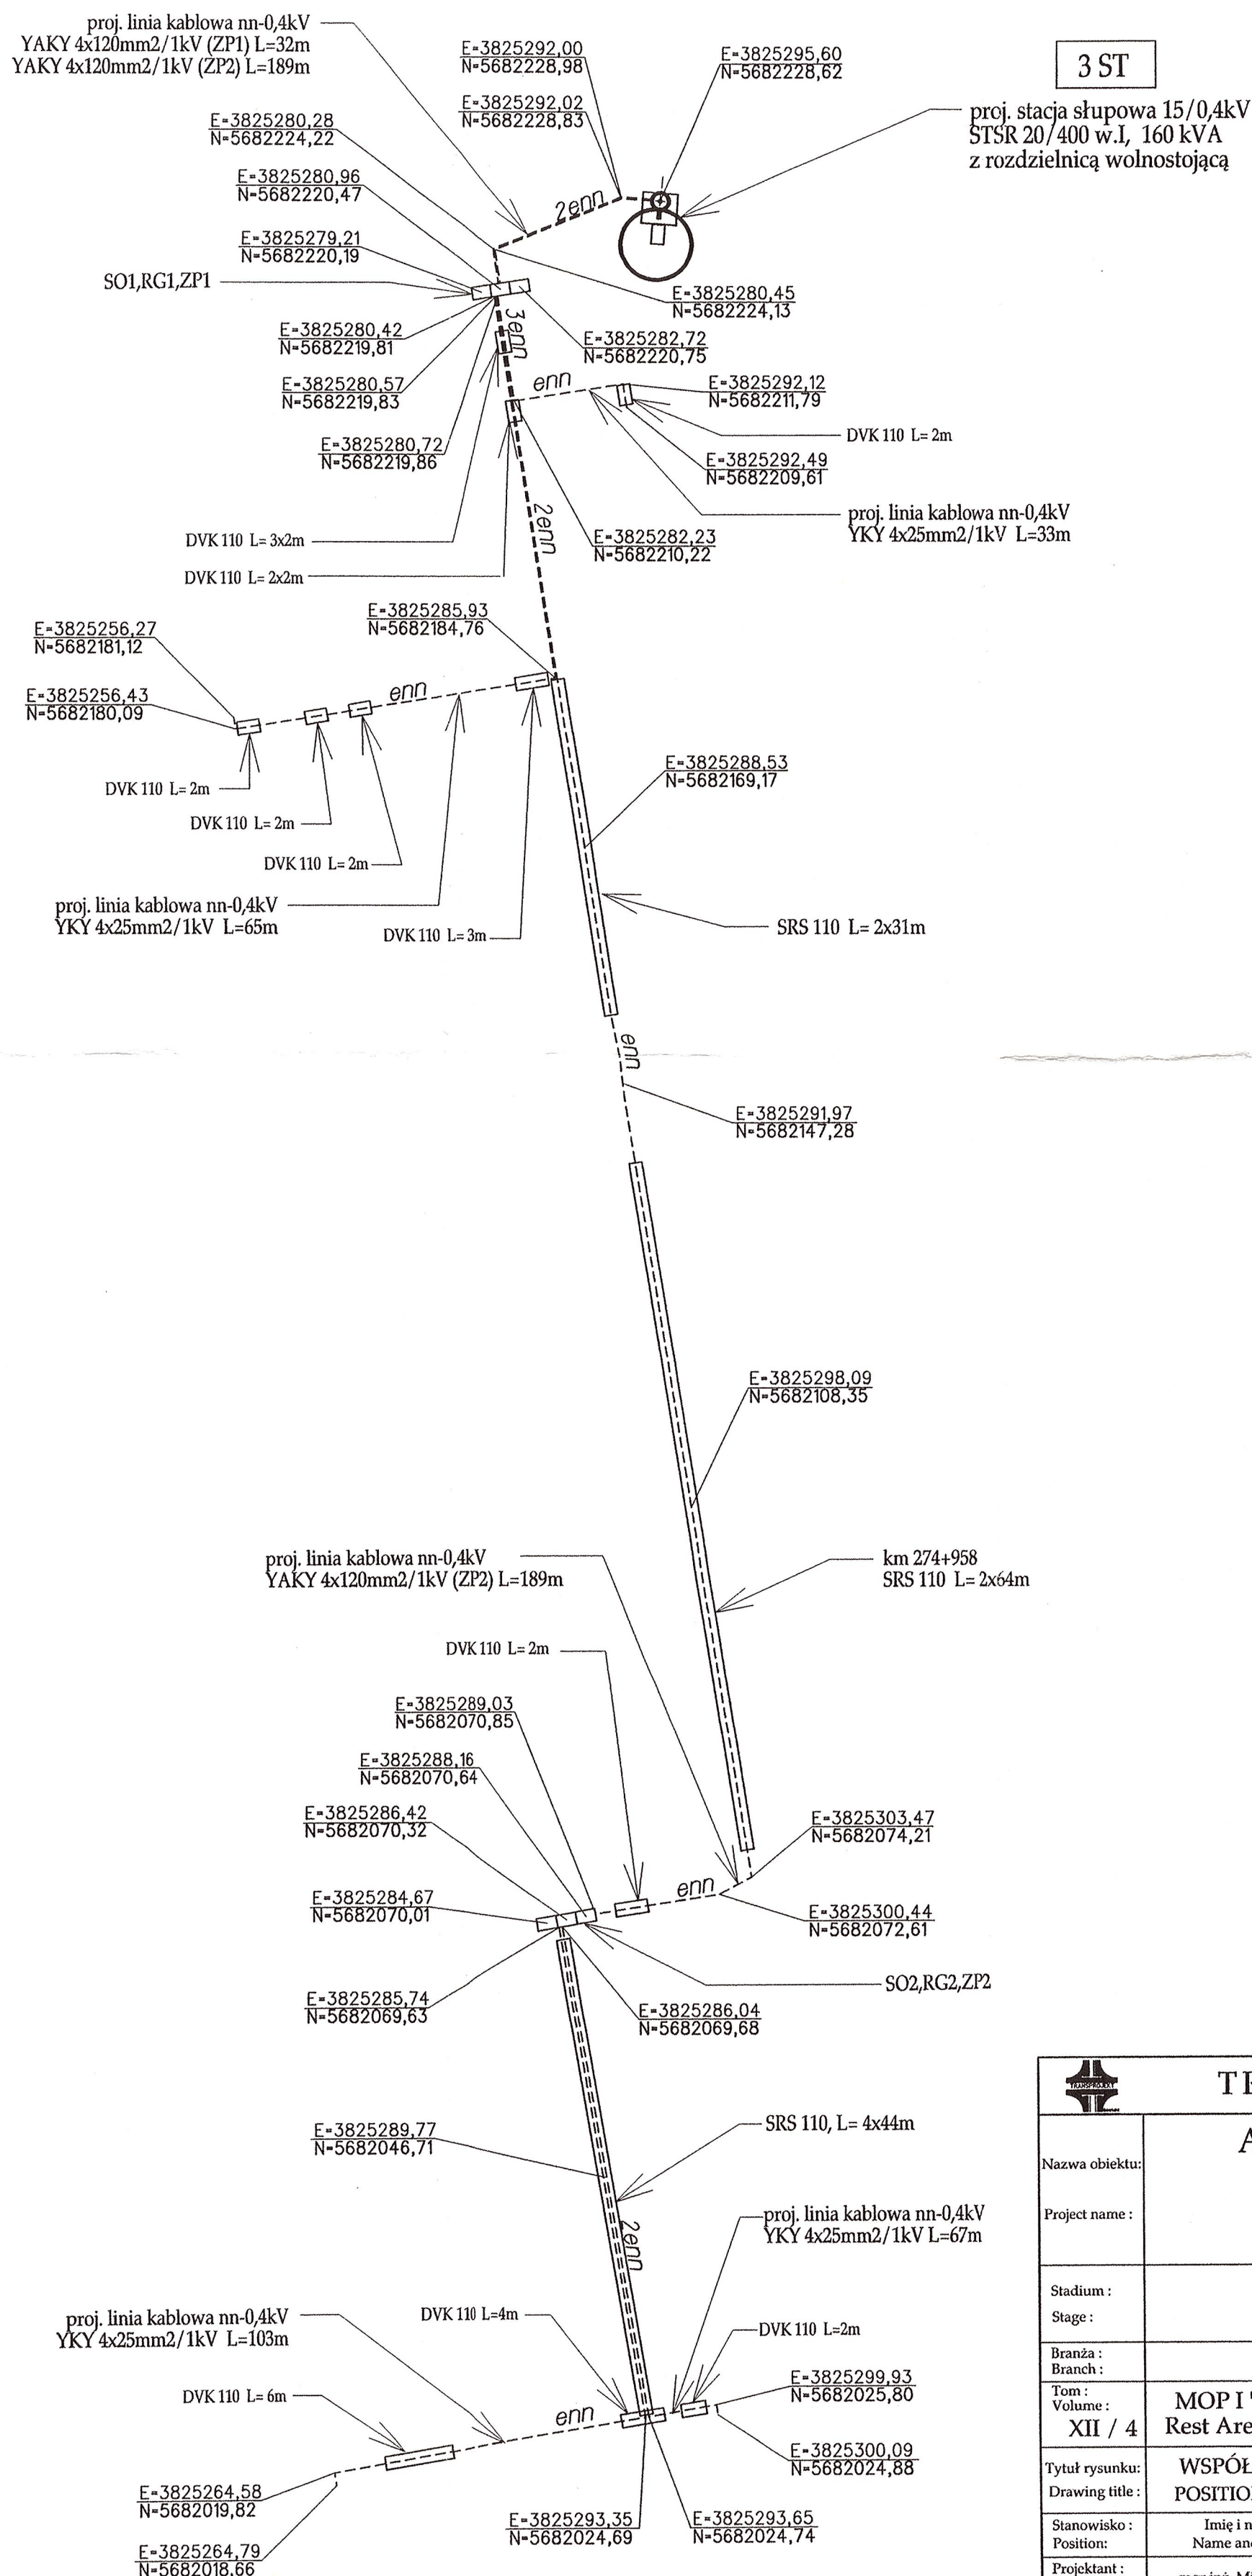 proj. linia kablowa nn-0,4kV
YAKY 4x120mm2/1kV (ZP1) L=32m
YAKY 4x120mm2/1kV (ZP2) L=189m
E=3825292,00
N=5682228,98
E=3825295,60
N=5682228,62
3 ST
proj. stacja słupowa 15/0,4kV
STSR 20/400 w.I, 160 kVA
z rozdzielnicą wolnostojącą
E=3825292,02
N=5682228,83
E=3825280,28
N=5682224,22
E=3825280,96
N=5682220,47
2enn
E=3825279,21
N=5682220,19
SO1,RG1,ZP1
E=3825280,45
N=5682224,13
E=3825280,42
N=5682219,81
3enn
E=3825282,72
N=5682220,75
E=3825280,57
N=5682219,83
enn
E=3825292,12
N=5682211,79
DVK 110 L= 2m
E=3825280,72
N=5682219,86
E=3825292,49
N=5682209,61
proj. linia kablowa nn-0,4kV
YKY 4x25mm2/1kV L=33m
2enn
DVK 110 L= 3x2m
E=3825282,23
N=5682210,22
DVK 110 L= 2x2m
E=3825285,93
N=5682184,76
E=3825256,27
N=5682181,12
enn
E=3825256,43
N=5682180,09
E=3825288,53
N=5682169,17
DVK 110 L= 2m
DVK 110 L= 2m
DVK 110 L= 2m
proj. linia kablowa nn-0,4kV
YKY 4x25mm2/1kV L=65m
DVK 110 L= 3m
SRS 110 L= 2x31m
enn
E=3825291,97
N=5682147,28
E=3825298,09
N=5682108,35
proj. linia kablowa nn-0,4kV
YAKY 4x120mm2/1kV (ZP2) L=189m
km 274+958
SRS 110 L= 2x64m
DVK 110 L= 2m
E=3825289,03
N=5682070,85
E=3825288,16
N=5682070,64
E=3825286,42
N=5682070,32
E=3825303,47
N=5682074,21
enn
E=3825284,67
N=5682070,01
E=3825300,44
N=5682072,61
SO2,RG2,ZP2
E=3825285,74
N=5682069,63
E=3825286,04
N=5682069,68
SRS 110, L= 4x44m
E=3825289,77
N=5682046,71
proj. linia kablowa nn-0,4kV
YKY 4x25mm2/1kV L=67m
2enn
proj. linia kablowa nn-0,4kV
YKY 4x25mm2/1kV L=103m
DVK 110 L=4m
DVK 110 L=2m
DVK 110 L= 6m
enn
E=3825299,93
N=5682025,80
E=3825300,09
N=5682024,88
E=3825264,58
N=5682019,82
E=3825293,35
N=5682024,69
E=3825293,65
N=5682024,74
E=3825264,79
N=5682018,66
TRANSPROJEKT
Nazwa obiektu:
Project name :
Stadium :
Stage :
Branża :
Branch :
Tom :
Volume :
XII / 4
MOP I
Rest Are
Tytuł rysunku:
Drawing title :
WSPÓŁ
POSITIO
Stanowisko :
Position:
Imię i n
Name an
Projektant :